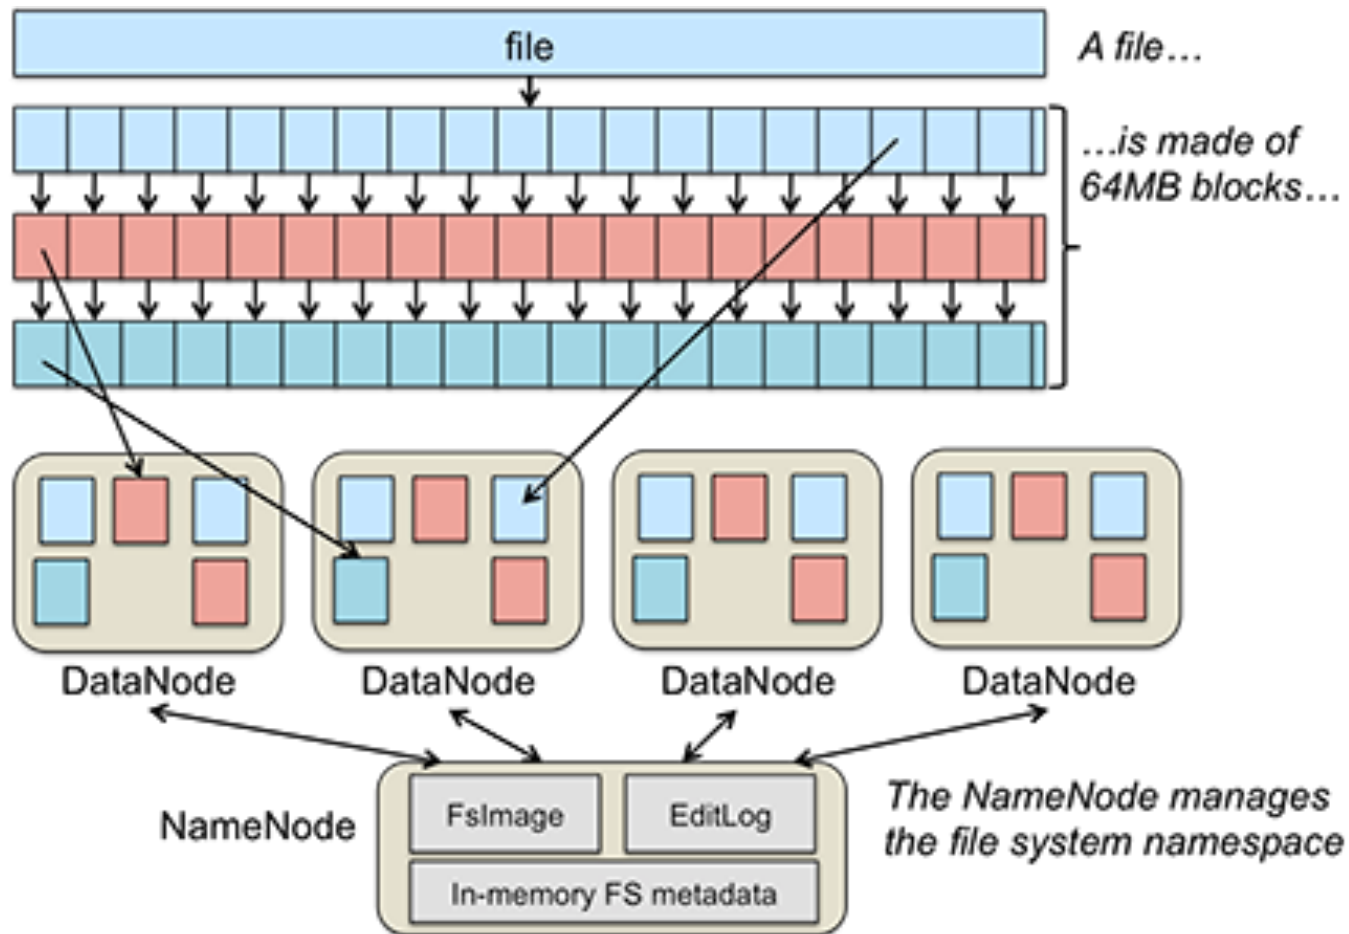 file
A file...
...is made of
64MB blocks...
DataNode
DataNode
DataNode
DataNode
NameNode
FsImage
EditLog
In-memory FS metadata
The NameNode manages
the file system namespace